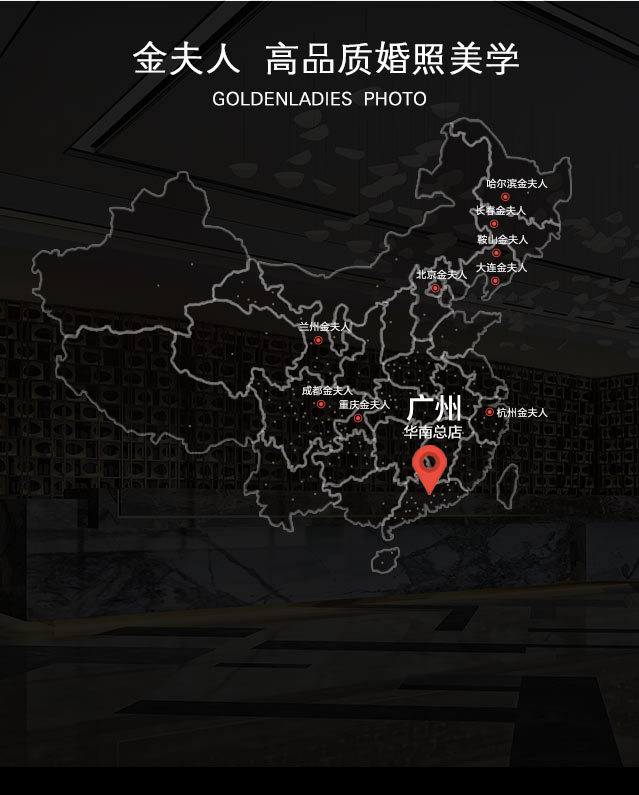 金夫人 高品质婚照美学
GOLDENLADIES PHOTO
哈尔滨金夫人
长春金夫人
鞍山金夫人
大连金夫人
北京金夫人
兰州金夫人
成都金夫人
重庆金夫人
广州
华南总店
杭州金夫人